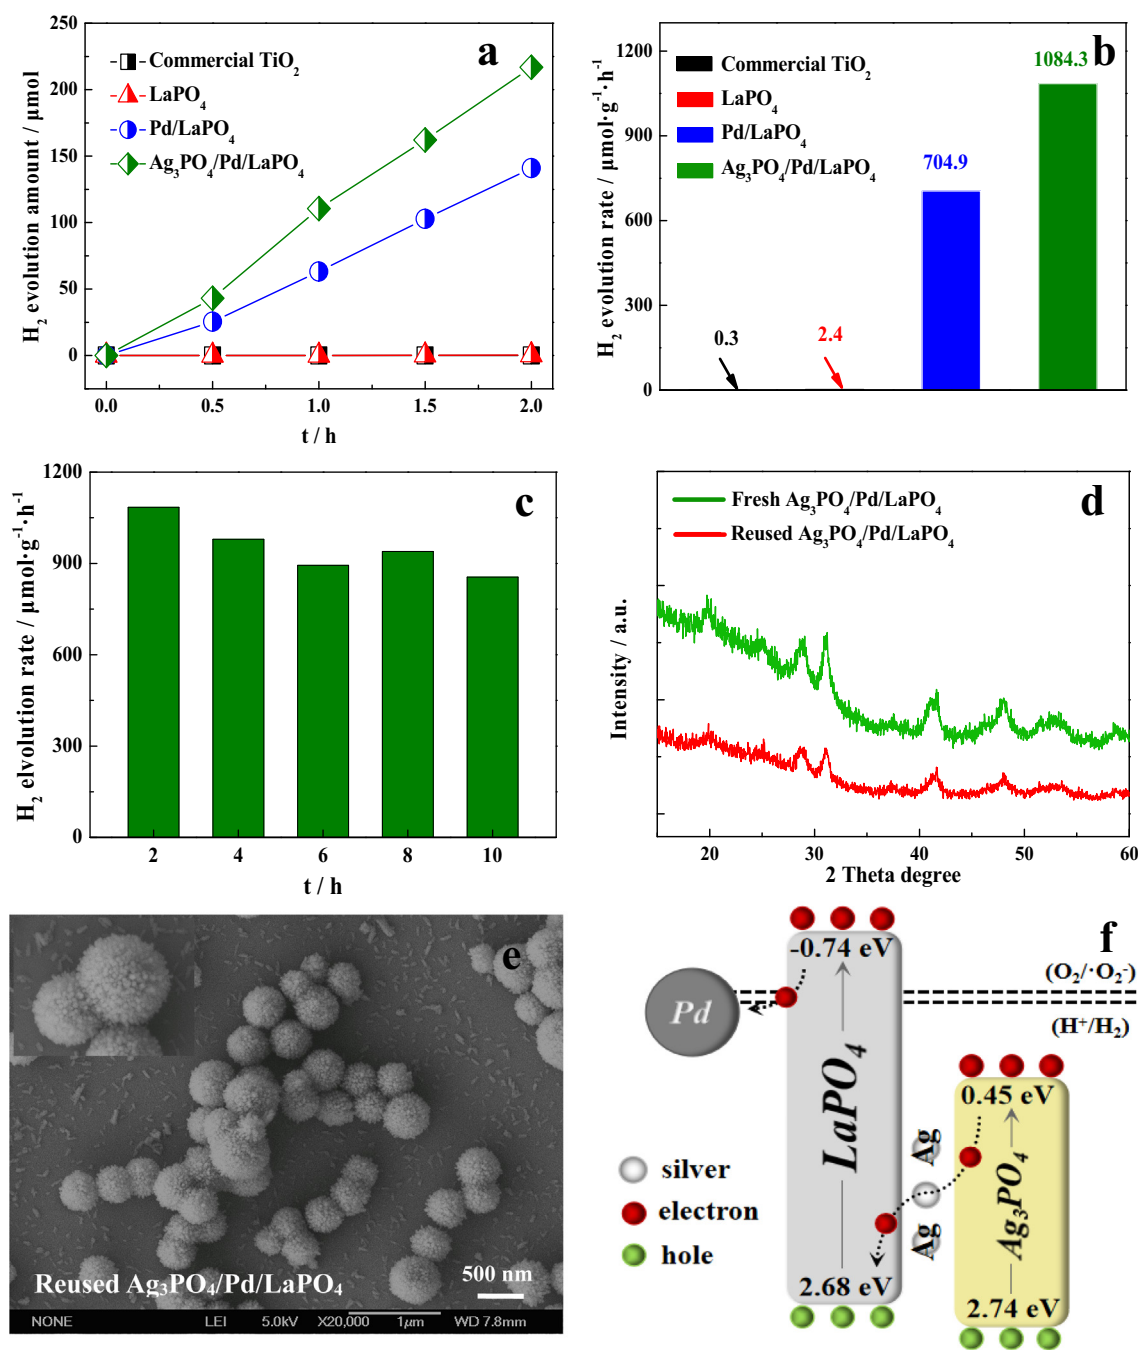 a
H₂ evolution amount / μmol
250
200
150
100
50
0
Commercial TiO₂
LaPO₄
Pd/LaPO₄
Ag₃PO₄/Pd/LaPO₄
0.0 0.5 1.0 1.5 2.0
t / h
b
H₂ evolution rate / μmol·g⁻¹·h⁻¹
1200
900
600
300
0
Commercial TiO₂
LaPO₄
Pd/LaPO₄
Ag₃PO₄/Pd/LaPO₄
0.3
2.4
704.9
1084.3
c
H₂ elvolution rate / μmol·g⁻¹·h⁻¹
1200
900
600
300
0
2 4 6 8 10
t / h
d
Intensity / a.u.
Fresh Ag₃PO₄/Pd/LaPO₄
Reused Ag₃PO₄/Pd/LaPO₄
20 30 40 50 60
2 Theta degree
e
Reused Ag₃PO₄/Pd/LaPO₄
500 nm
NONE LEI 5.0kV X20,000 1μm WD 7.8mm
f
-0.74 eV
(O₂/·O₂⁻)
(H⁺/H₂)
Pd
LaPO₄
0.45 eV
Ag
Ag
Ag₃PO₄
silver
electron
hole
2.68 eV
2.74 eV